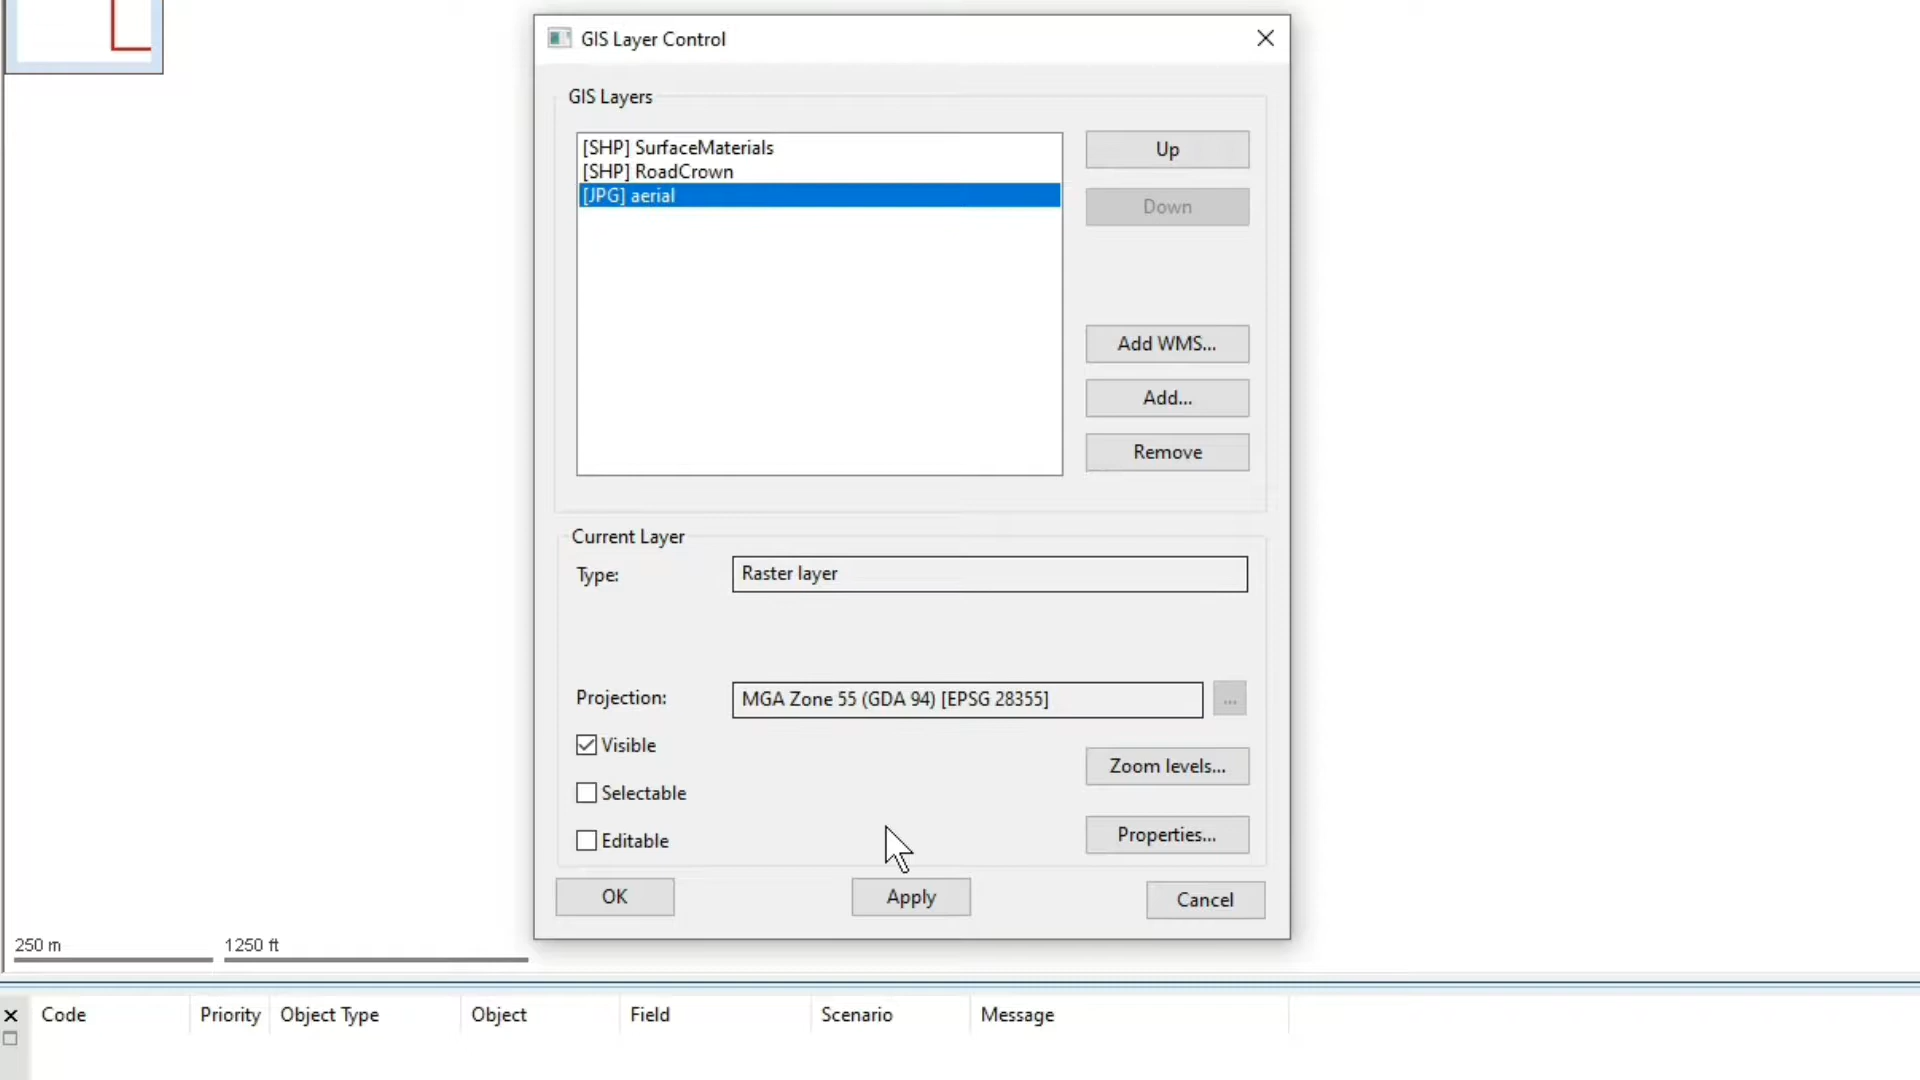 GIS Layer Control
GIS Layers
[SHP] SurfaceMaterials
[SHP] RoadCrown
[JPG] aerial
Up
Down
Add WMS...
Add...
Remove
Current Layer
Type:
Raster layer
Projection:
MGA Zone 55 (GDA 94) [EPSG 28355]
...
Visible
Selectable
Editable
Zoom levels...
Properties...
OK
Apply
Cancel
250 m
1250 ft
Code
Priority
Object Type
Object
Field
Scenario
Message